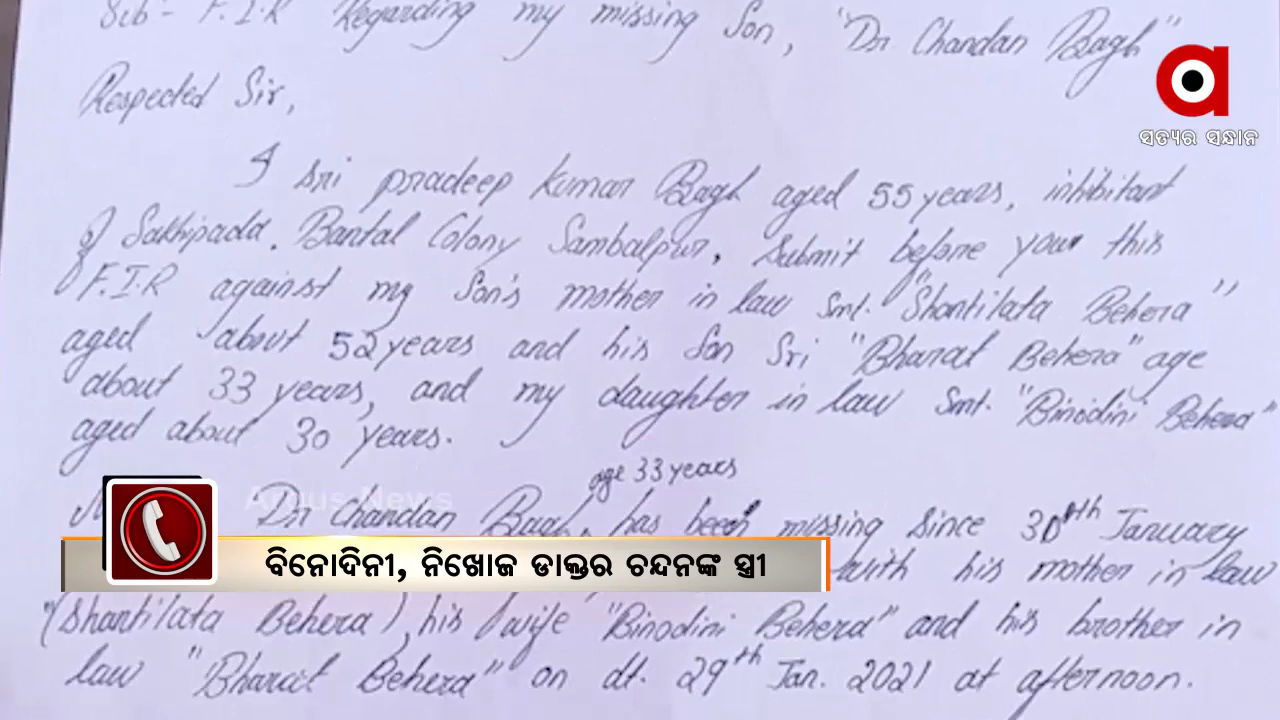 Sub - F.I.R Regarding my missing Son, "Dr Chandan Bagh"
Respected Sir,
I Sri pradeep kumar Bagh aged 55 years, inhibitant
of Sakhipada, Bantal Colony Sambalpur, Submit before your this
F.I.R against my Son's mother in law Smt. "Shantilata Behera"
aged about 52 years and his Son Sri "Bharat Behera" age
about 33 years, and my daughter in law Smt. "Binodini Behera"
aged about 30 years.
age 33 years
Dr Chandan Bagh, has been missing Since 30th January
with his mother in law
"(Shantilata Behera), his wife "Binodini Behera" and his brother in
law "Bharat Behera" on dt. 29th Jan. 2021 at afternoon.
ସତ୍ୟର ସନ୍ଧାନ
Argus News
ବିନୋଦିନୀ, ନିଖୋଜ ଡାକ୍ତର ଚନ୍ଦନଙ୍କ ସ୍ତ୍ରୀ